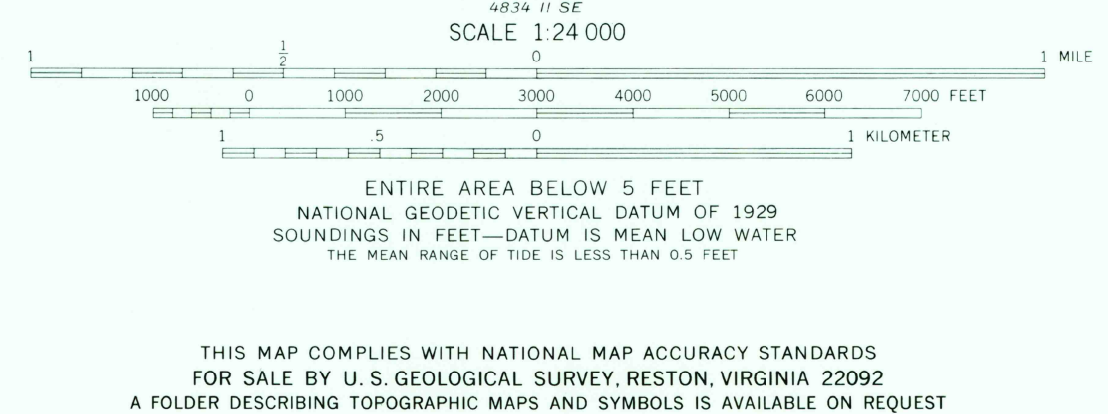 4834 II SE
SCALE 1:24 000
1 1/2 0 1 MILE
1000 0 1000 2000 3000 4000 5000 6000 7000 FEET
1 .5 0 1 KILOMETER
ENTIRE AREA BELOW 5 FEET
NATIONAL GEODETIC VERTICAL DATUM OF 1929
SOUNDINGS IN FEET—DATUM IS MEAN LOW WATER
THE MEAN RANGE OF TIDE IS LESS THAN 0.5 FEET
THIS MAP COMPLIES WITH NATIONAL MAP ACCURACY STANDARDS
FOR SALE BY U. S. GEOLOGICAL SURVEY, RESTON, VIRGINIA 22092
A FOLDER DESCRIBING TOPOGRAPHIC MAPS AND SYMBOLS IS AVAILABLE ON REQUEST